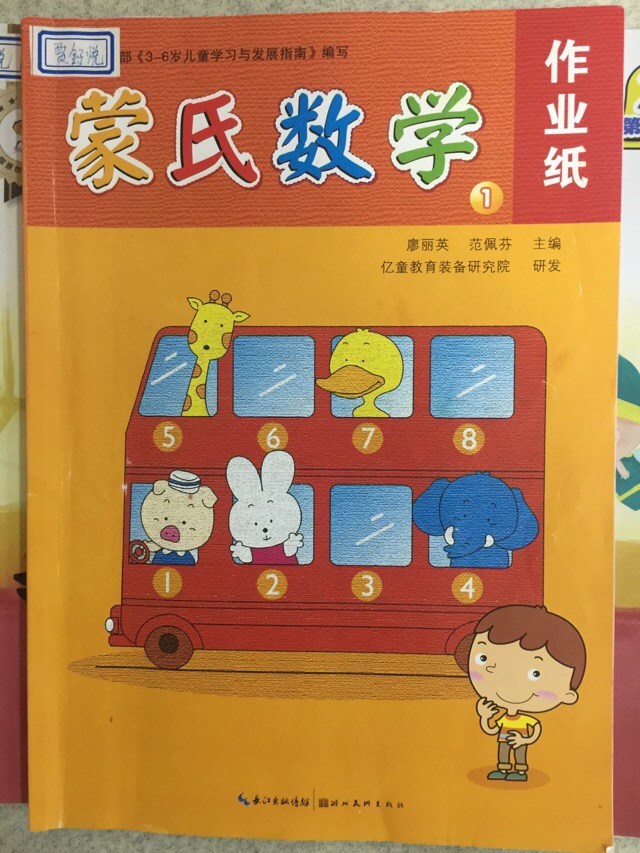 贾舒悦
部《3-6岁儿童学习与发展指南》编写
作业纸
蒙氏数学
1
廖丽英 范佩芬 主编
亿童教育装备研究院 研发
5 6 7 8
1 2 3 4
长江出版传媒 湖北美术出版社
悦
第